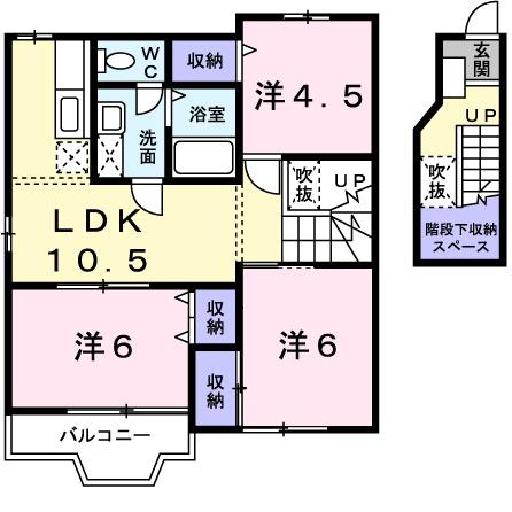 WC
収納
洋4.5
玄関
UP
浴室
洗面
吹抜
UP
吹抜
LDK
10.5
階段下収納
スペース
洋6
収納
洋6
収納
バルコニー